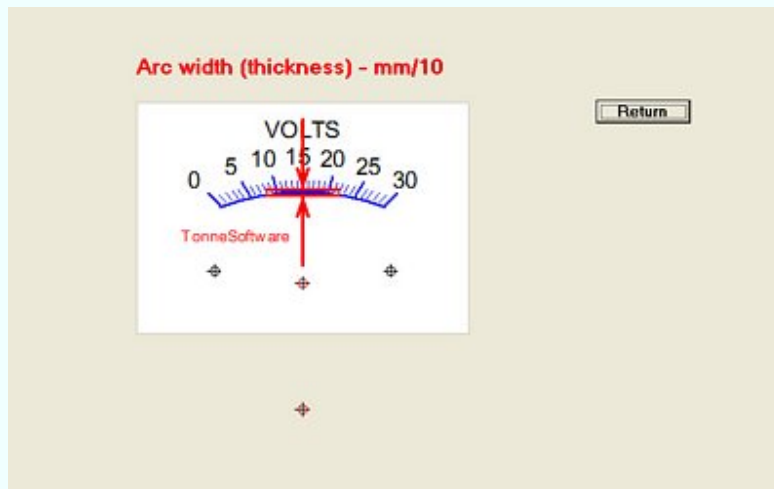 Arc width (thickness) - mm/10
Return
VOLTS
0 5 10 15 20 25 30
TonneSoftware